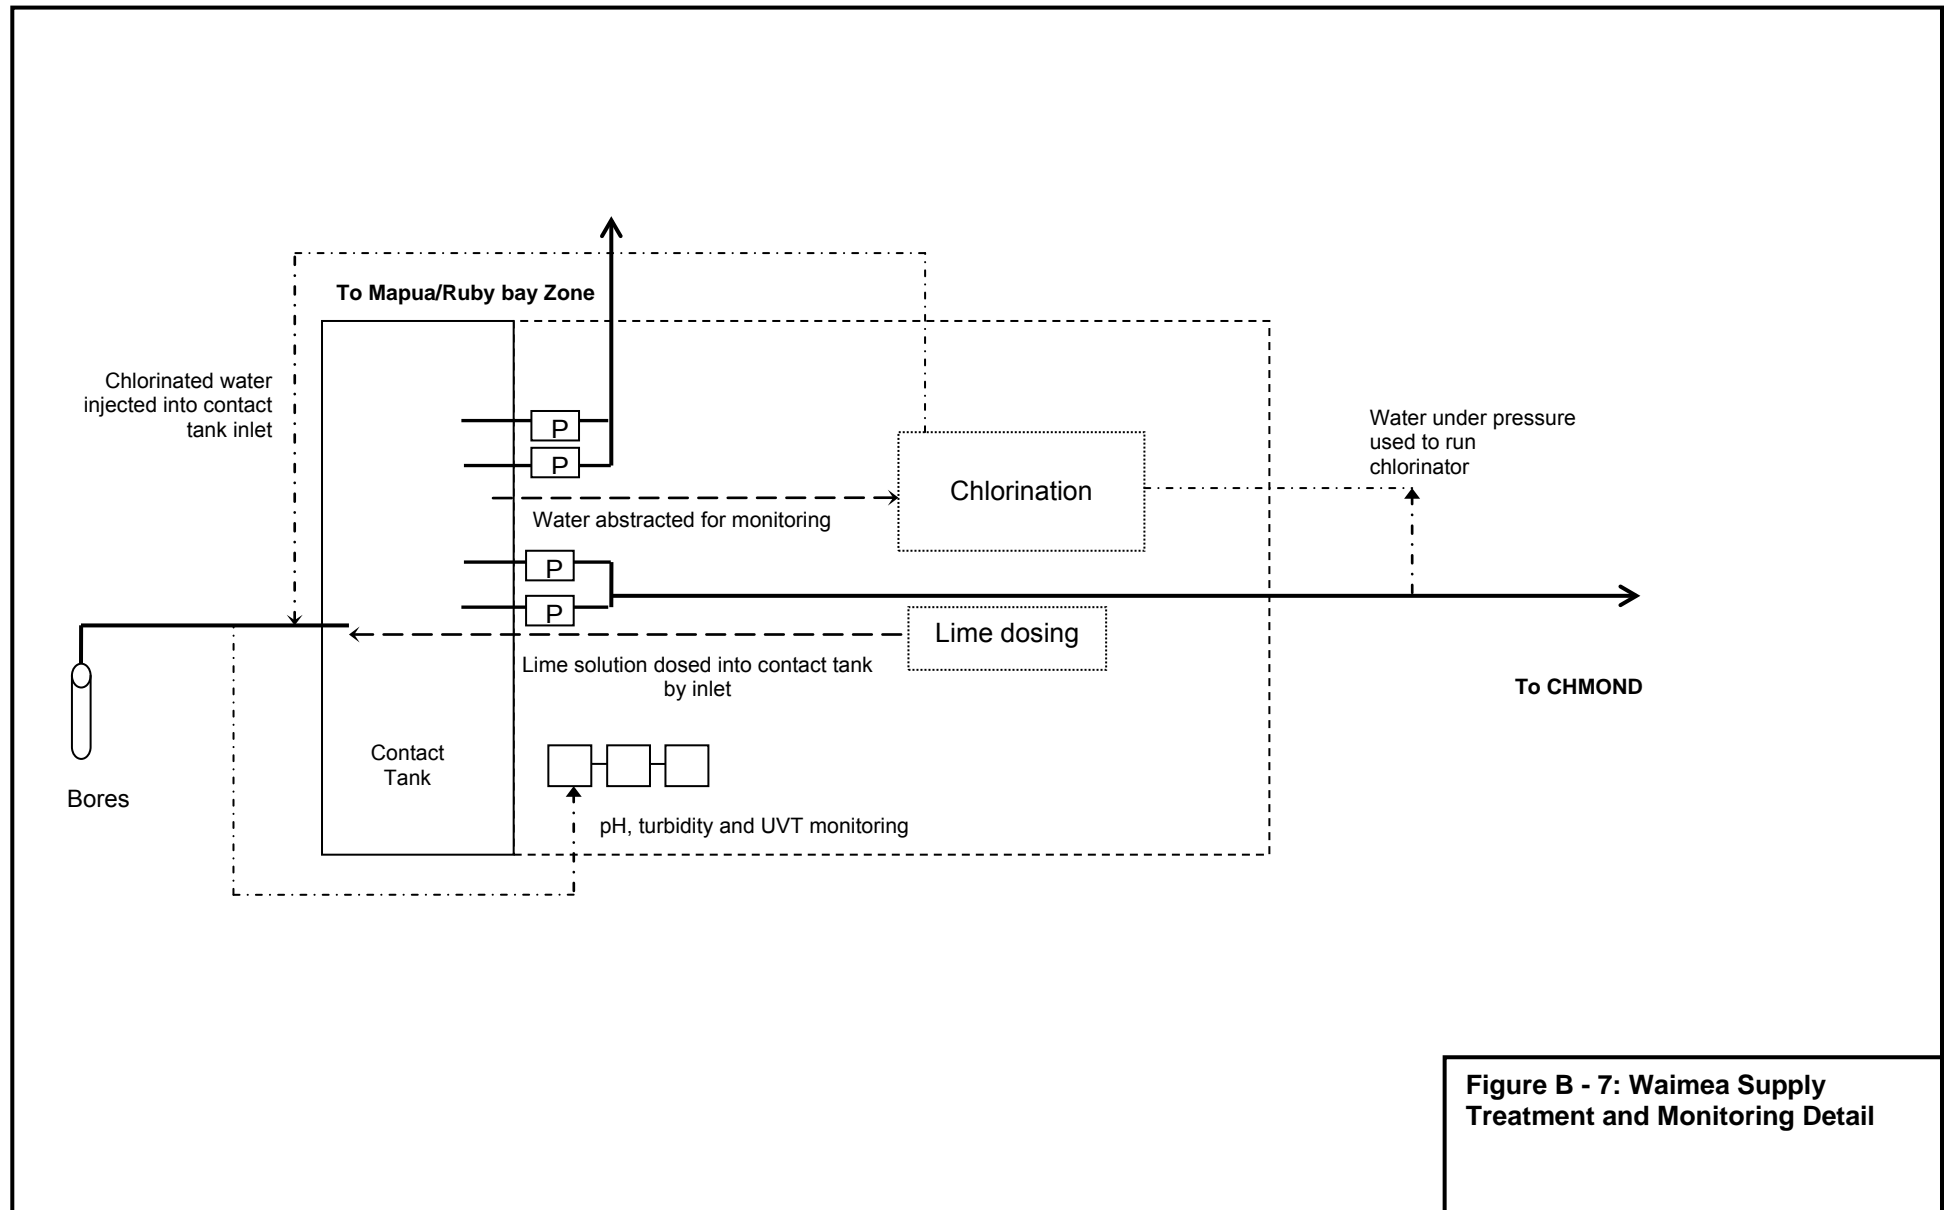 To Mapua/Ruby bay Zone
Chlorinated water
injected into contact
tank inlet
P
P
Water abstracted for monitoring
Chlorination
Water under pressure
used to run
chlorinator
P
P
Lime dosing
Lime solution dosed into contact tank
by inlet
To CHMOND
Contact
Tank
Bores
pH, turbidity and UVT monitoring
Figure B - 7: Waimea Supply
Treatment and Monitoring Detail